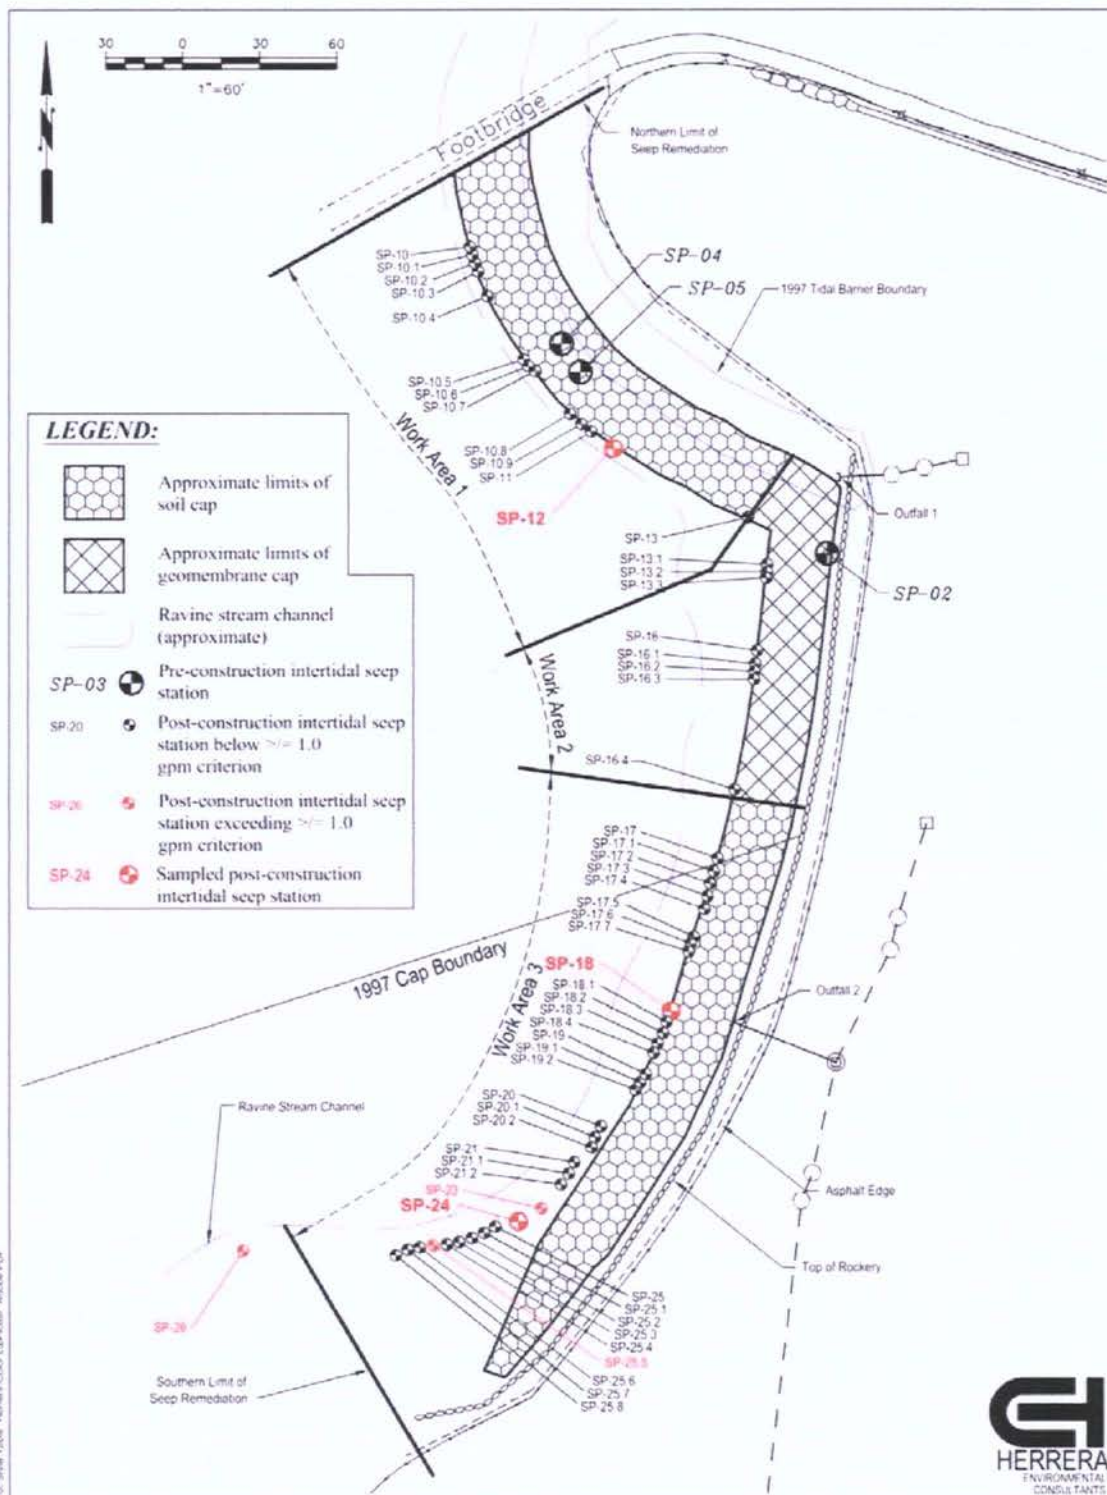 30 0 30 60
1"=60'
N
Footbridge
Northern Limit of
Seep Remediation
SP-04
SP-05
1997 Tidal Barrier Boundary
SP-10
SP-10.1
SP-10.2
SP-10.3
SP-10.4
SP-10.5
SP-10.6
SP-10.7
SP-10.8
SP-10.9
SP-11
SP-12
Work Area 1
Outfall 1
SP-13
SP-13.1
SP-13.2
SP-13.3
SP-02
LEGEND:
Approximate limits of
soil cap
Approximate limits of
geomembrane cap
Ravine stream channel
(approximate)
SP-03 Pre-construction intertidal seep
station
SP-20 Post-construction intertidal seep
station below >/= 1.0
gpm criterion
SP-26 Post-construction intertidal seep
station exceeding >/= 1.0
gpm criterion
SP-24 Sampled post-construction
intertidal seep station
SP-16
SP-16.1
SP-16.2
SP-16.3
Work Area 2
SP-16.4
SP-17
SP-17.1
SP-17.2
SP-17.3
SP-17.4
SP-17.5
SP-17.6
SP-17.7
1997 Cap Boundary
SP-18
SP-18.1
SP-18.2
SP-18.3
SP-18.4
SP-19
SP-19.1
SP-19.2
Work Area 3
Outfall 2
SP-20
SP-20.1
SP-20.2
Ravine Stream Channel
SP-21
SP-21.1
SP-21.2
SP-23
SP-24
Asphalt Edge
Top of Rockery
SP-25
SP-25.1
SP-25.2
SP-25.3
SP-25.4
SP-25.5
SP-25.6
SP-25.7
SP-25.8
Southern Limit of
Seep Remediation
HERRERA
ENVIRONMENTAL
CONSULTANTS